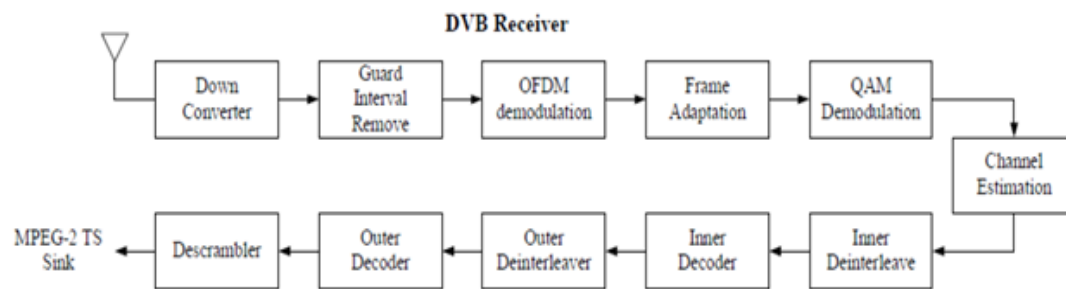 DVB Receiver
Down
Converter
Guard
Interval
Remove
OFDM
demodulation
Frame
Adaptation
QAM
Demodulation
Channel
Estimation
Inner
Deinterleave
Inner
Decoder
Outer
Deinterleaver
Outer
Decoder
Descrambler
MPEG-2 TS
Sink